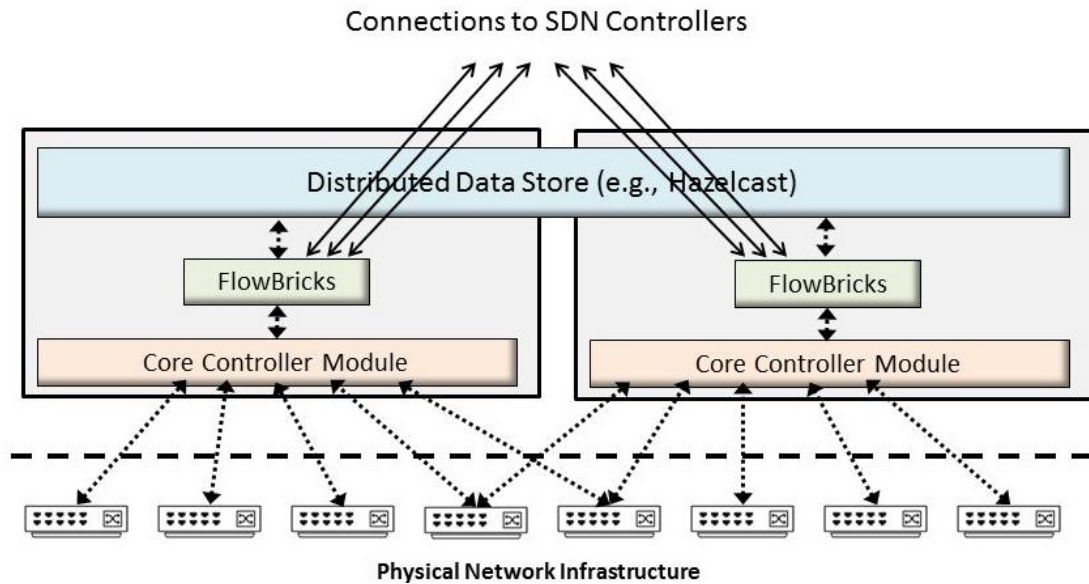 Connections to SDN Controllers
Distributed Data Store (e.g., Hazelcast)
FlowBricks
FlowBricks
Core Controller Module
Core Controller Module
Physical Network Infrastructure